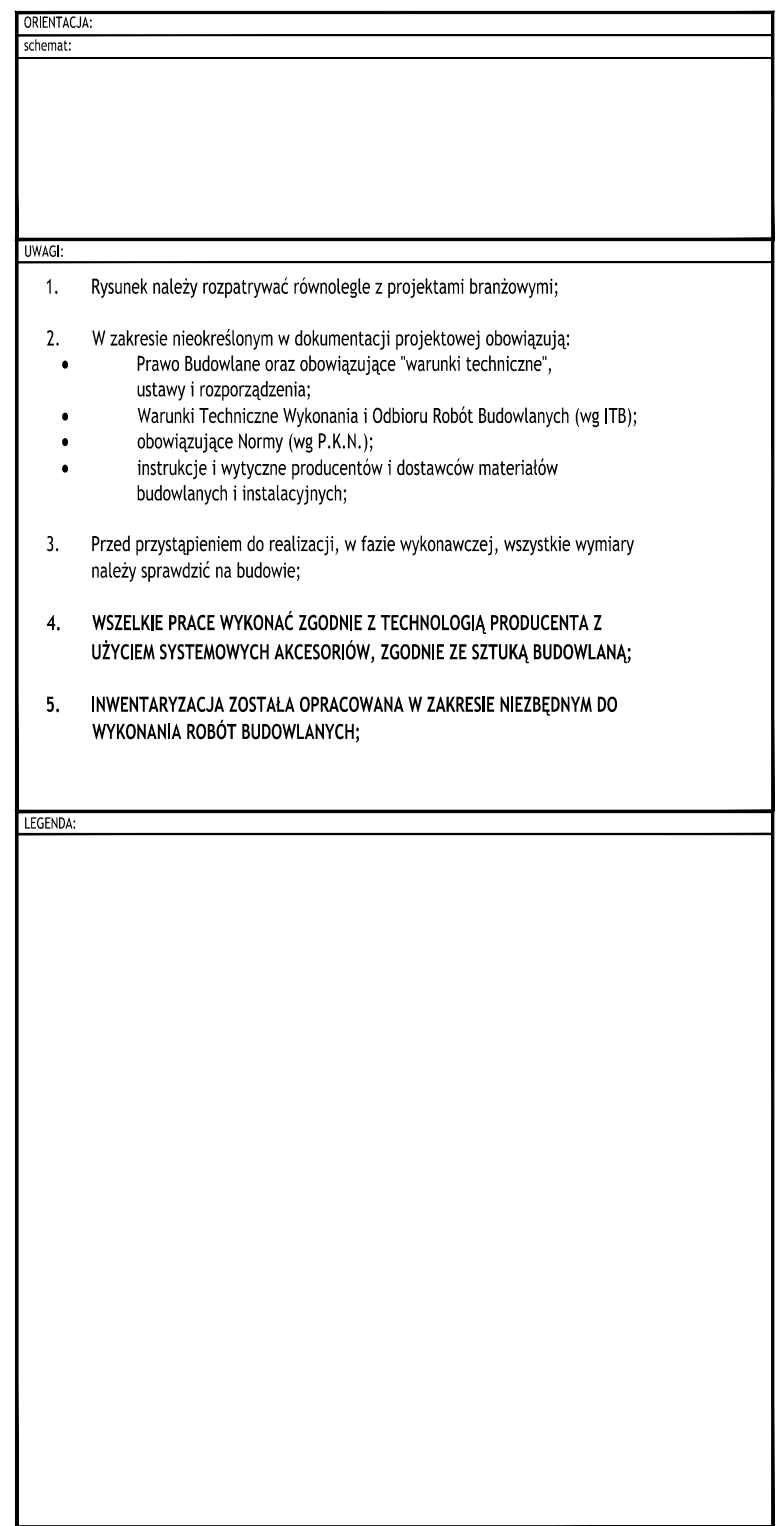 ORIENTACJA:
schemat:
UWAGI:
1. Rysunek należy rozpatrywać równolegle z projektami branżowymi;
2. W zakresie nieokreślonym w dokumentacji projektowej obowiązują:
• Prawo Budowlane oraz obowiązujące "warunki techniczne",
ustawy i rozporządzenia;
• Warunki Techniczne Wykonania i Odbioru Robót Budowlanych (wg ITB);
• obowiązujące Normy (wg P.K.N.);
• instrukcje i wytyczne producentów i dostawców materiałów
budowlanych i instalacyjnych;
3. Przed przystąpieniem do realizacji, w fazie wykonawczej, wszystkie wymiary
należy sprawdzić na budowie;
4. WSZELKIE PRACE WYKONAĆ ZGODNIE Z TECHNOLOGIĄ PRODUCENTA Z
UŻYCIEM SYSTEMOWYCH AKCESORIÓW, ZGODNIE ZE SZTUKĄ BUDOWLANĄ;
5. INWENTARYZACJA ZOSTAŁA OPRACOWANA W ZAKRESIE NIEZBĘDNYM DO
WYKONANIA ROBÓT BUDOWLANYCH;
LEGENDA: